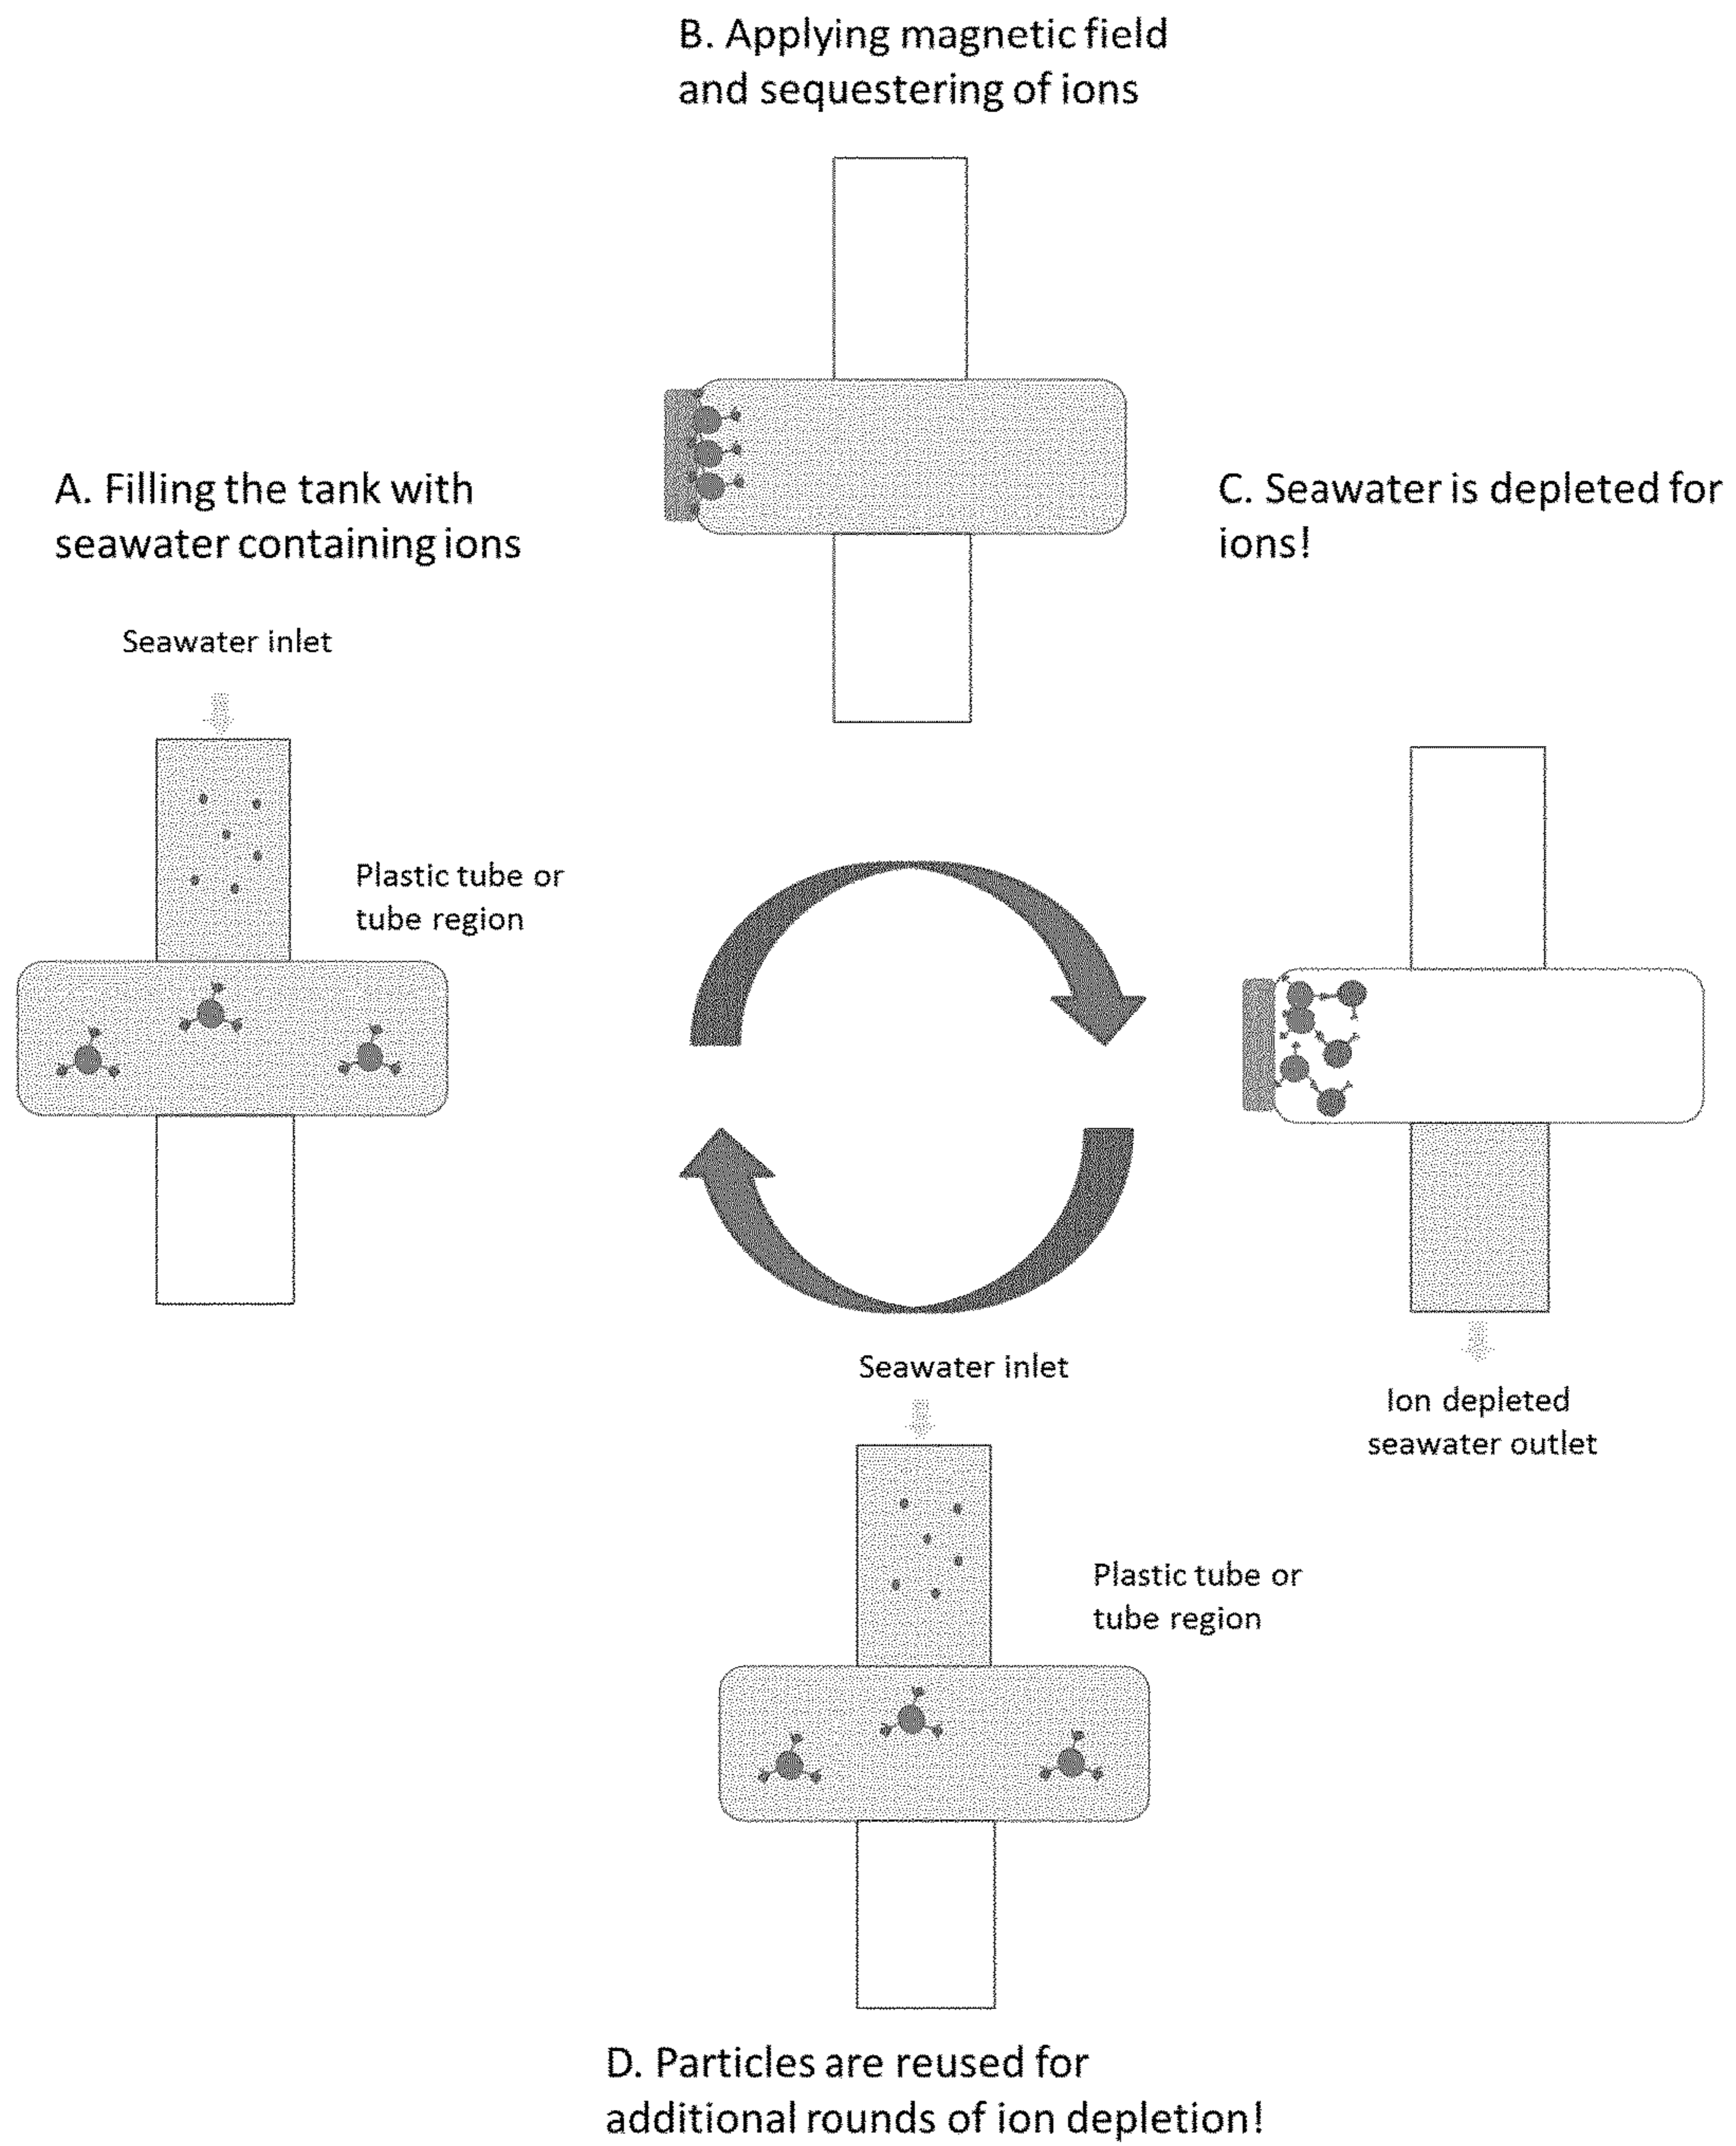 B. Applying magnetic field
and sequestering of ions
A. Filling the tank with
seawater containing ions
C. Seawater is depleted for
ions!
Seawater inlet
Plastic tube or
tube region
Seawater inlet
Ion depleted
seawater outlet
Plastic tube or
tube region
D. Particles are reused for
additional rounds of ion depletion!